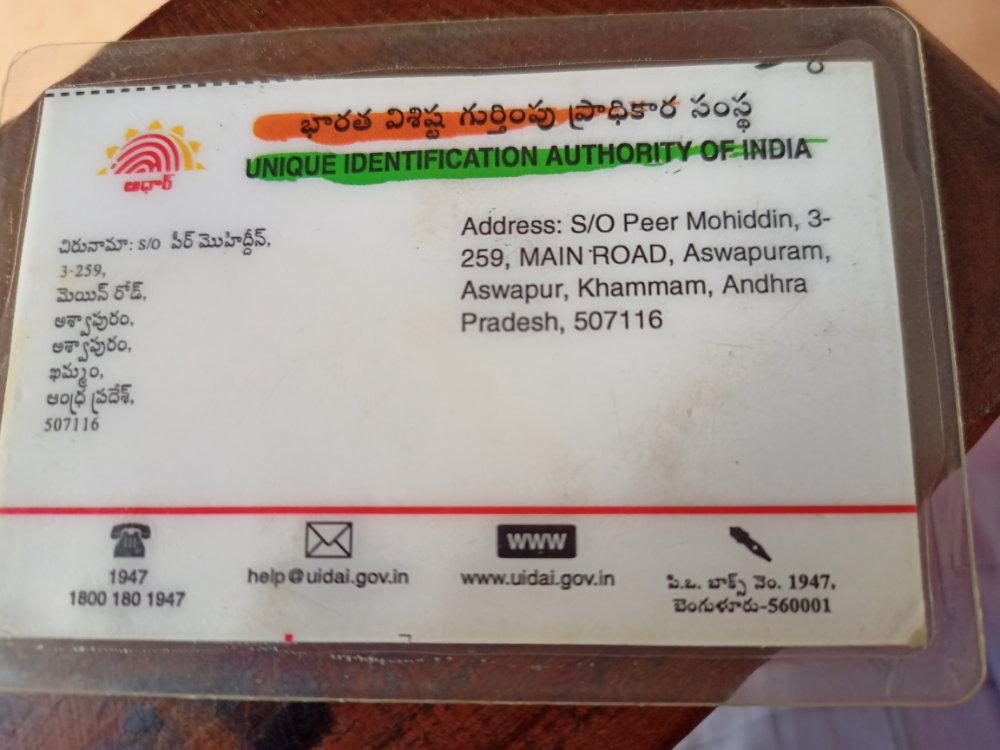 భారత విశిష్ట గుర్తింపు ప్రాధికార సంస్థ
UNIQUE IDENTIFICATION AUTHORITY OF INDIA
ఆధార్
చిరునామా: S/O పీర్ మొహిద్దీన్,
3-259,
మెయిన్ రోడ్,
అశ్వాపురం,
అశ్వాపురం,
ఖమ్మం,
ఆంధ్ర ప్రదేశ్,
507116
Address: S/O Peer Mohiddin, 3-
259, MAIN ROAD, Aswapuram,
Aswapur, Khammam, Andhra
Pradesh, 507116
1947
1800 180 1947
help@uidai.gov.in
www
www.uidai.gov.in
పి.ఒ. బాక్స్ నెం. 1947,
బెంగుళూరు-560001